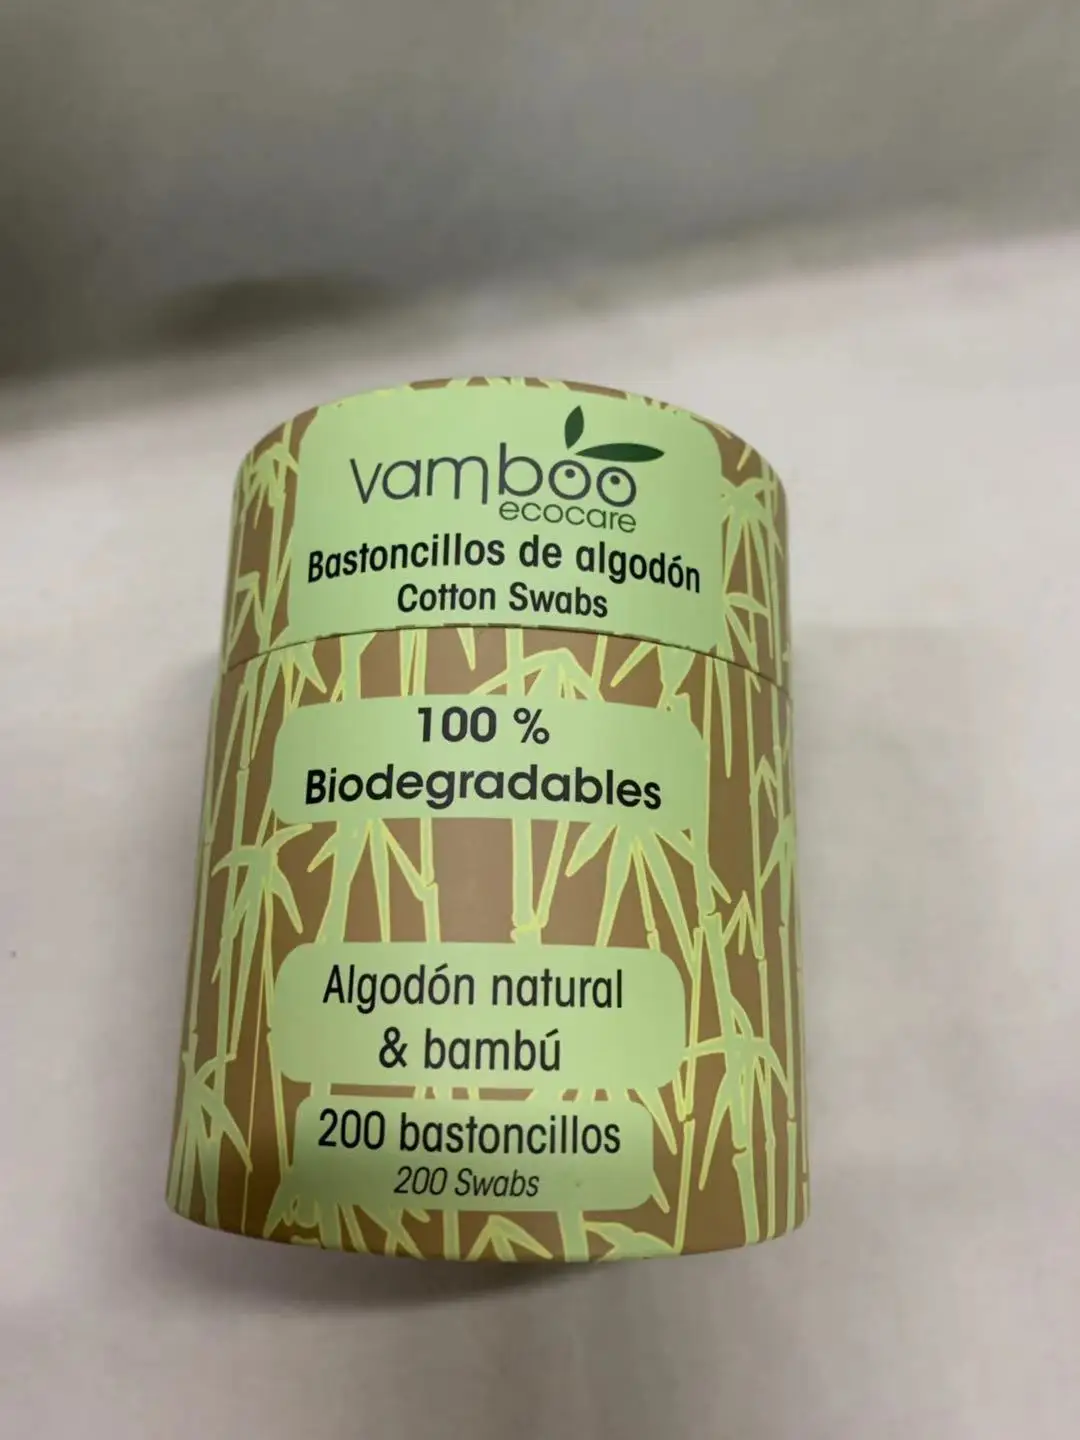 vamboo
ecocare
Bastoncillos de algodón
Cotton Swabs
100 %
Biodegradables
Algodón natural
& bambú
200 bastoncillos
200 Swabs